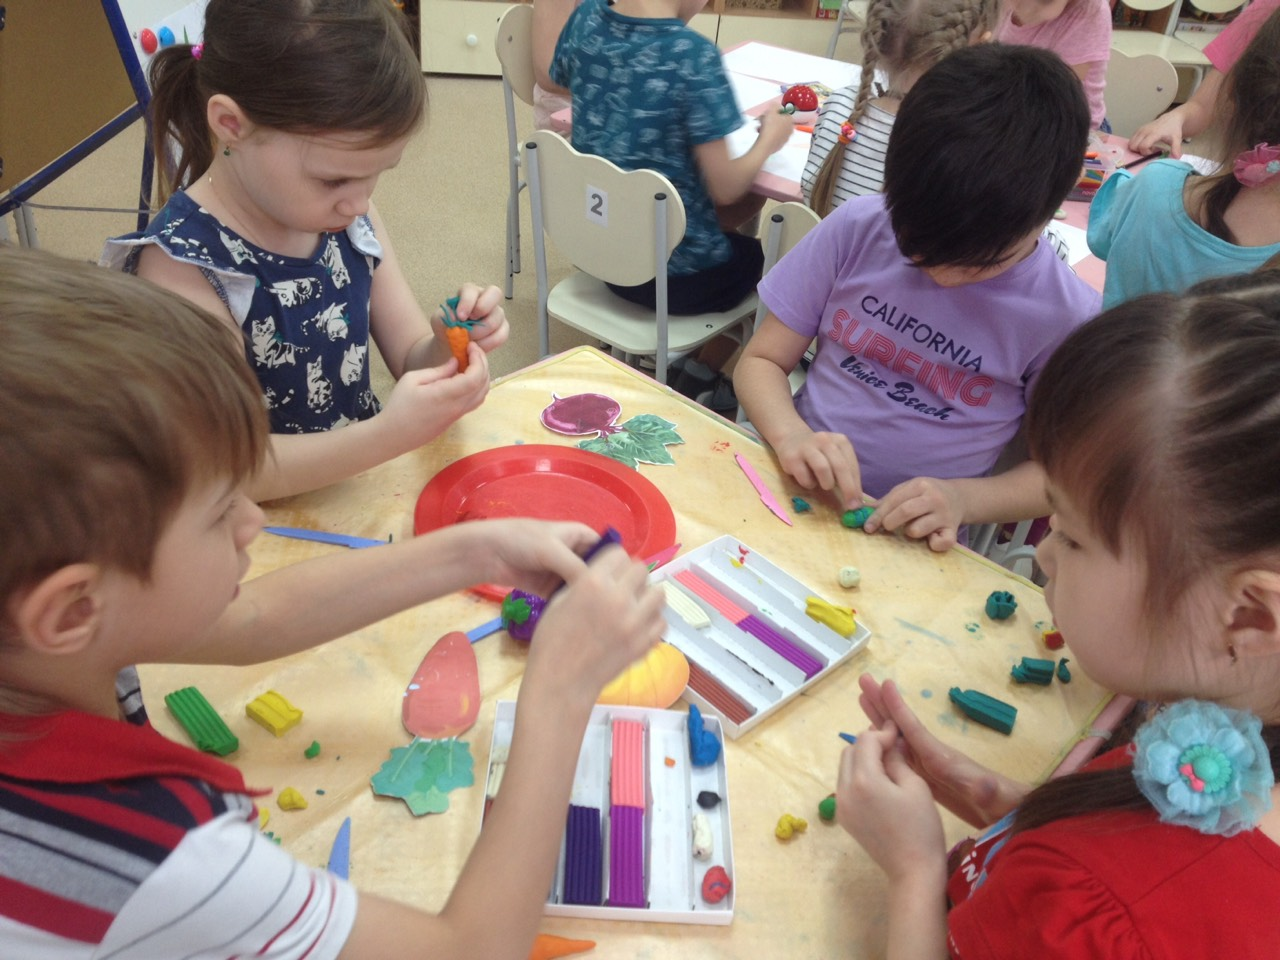 2
CALIFORNIA
SURFING
Venice Beach